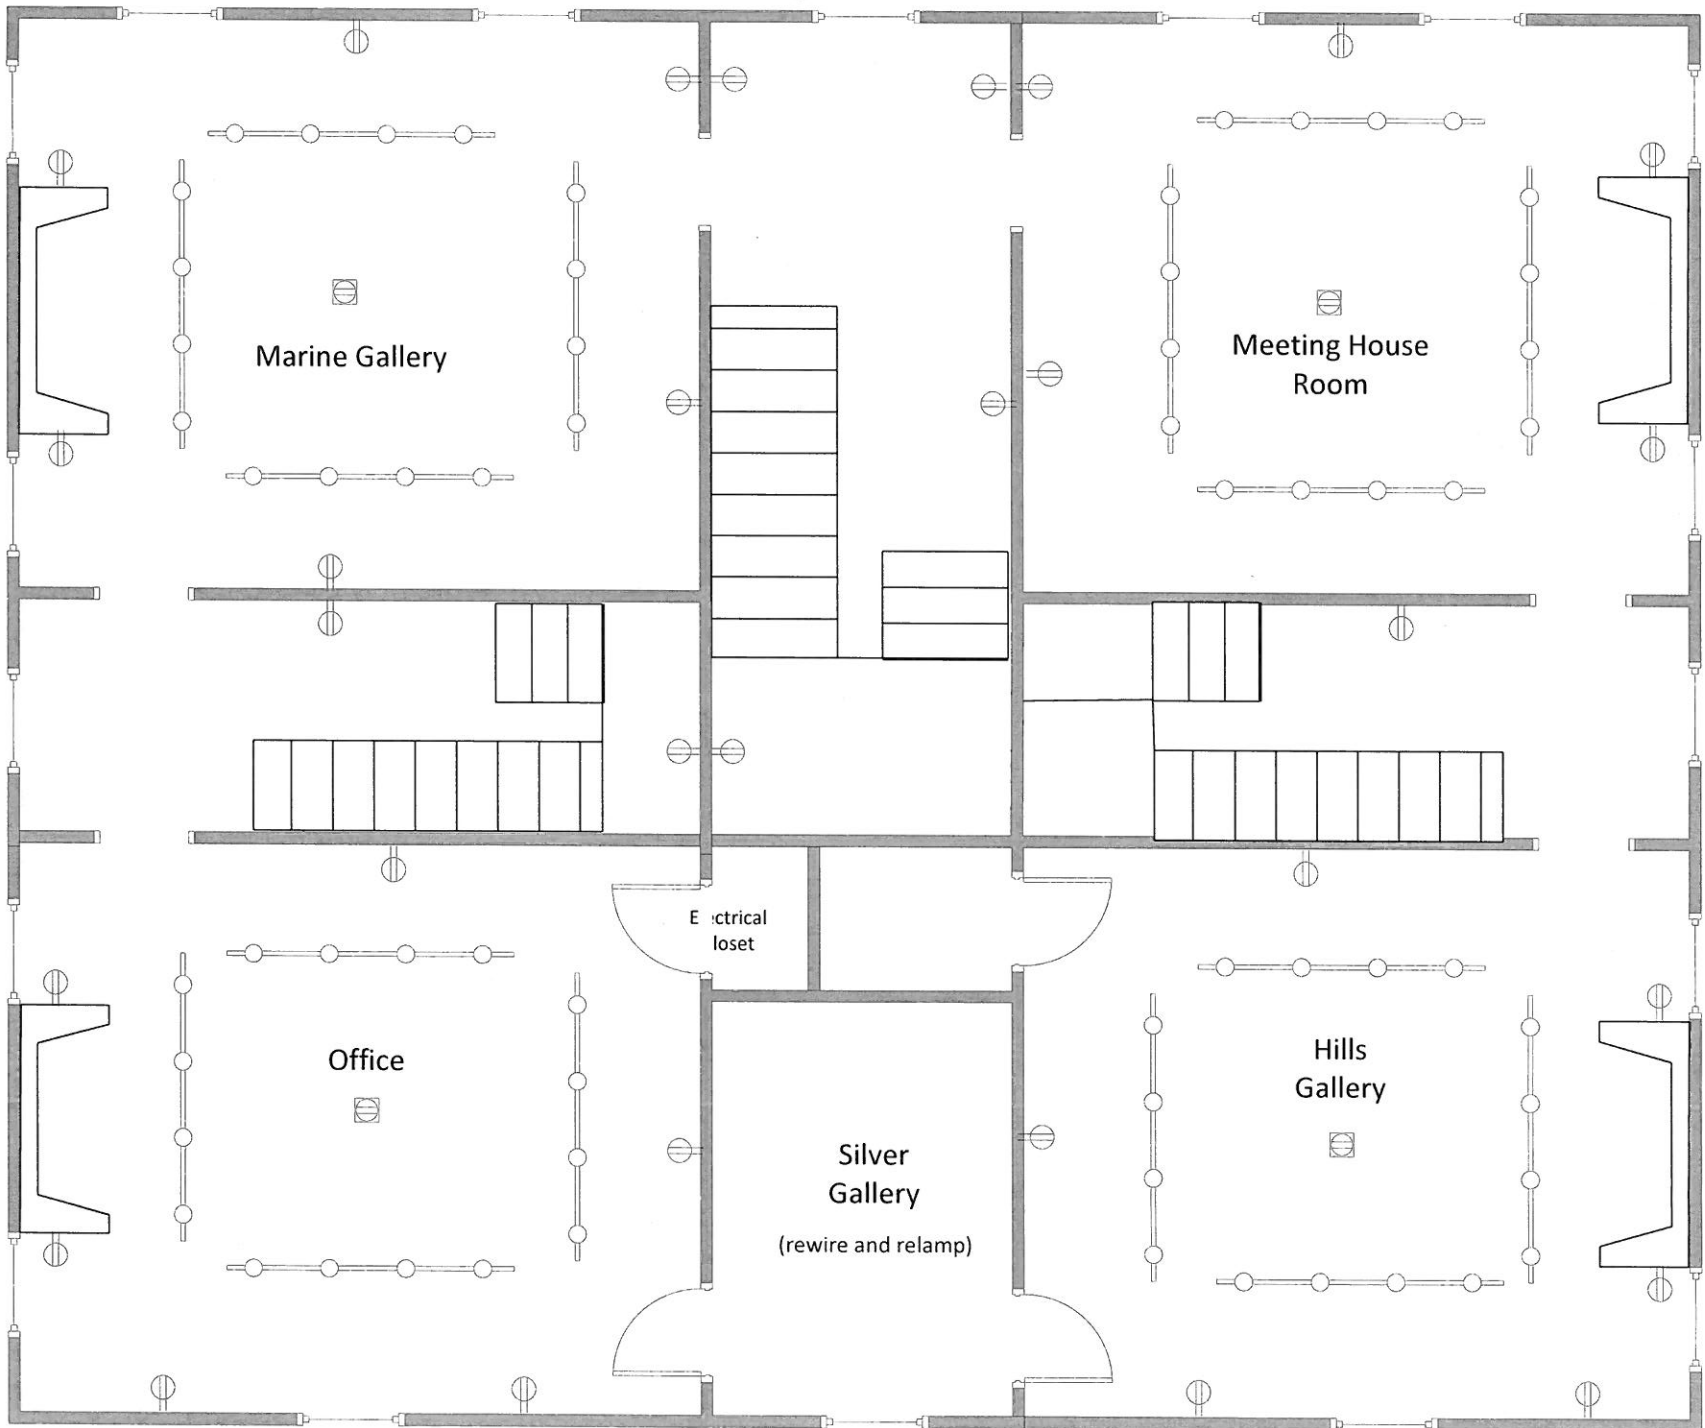 Marine Gallery
Meeting House
Room
E ctrical
loset
Office
Hills
Gallery
Silver
Gallery
(rewire and relamp)